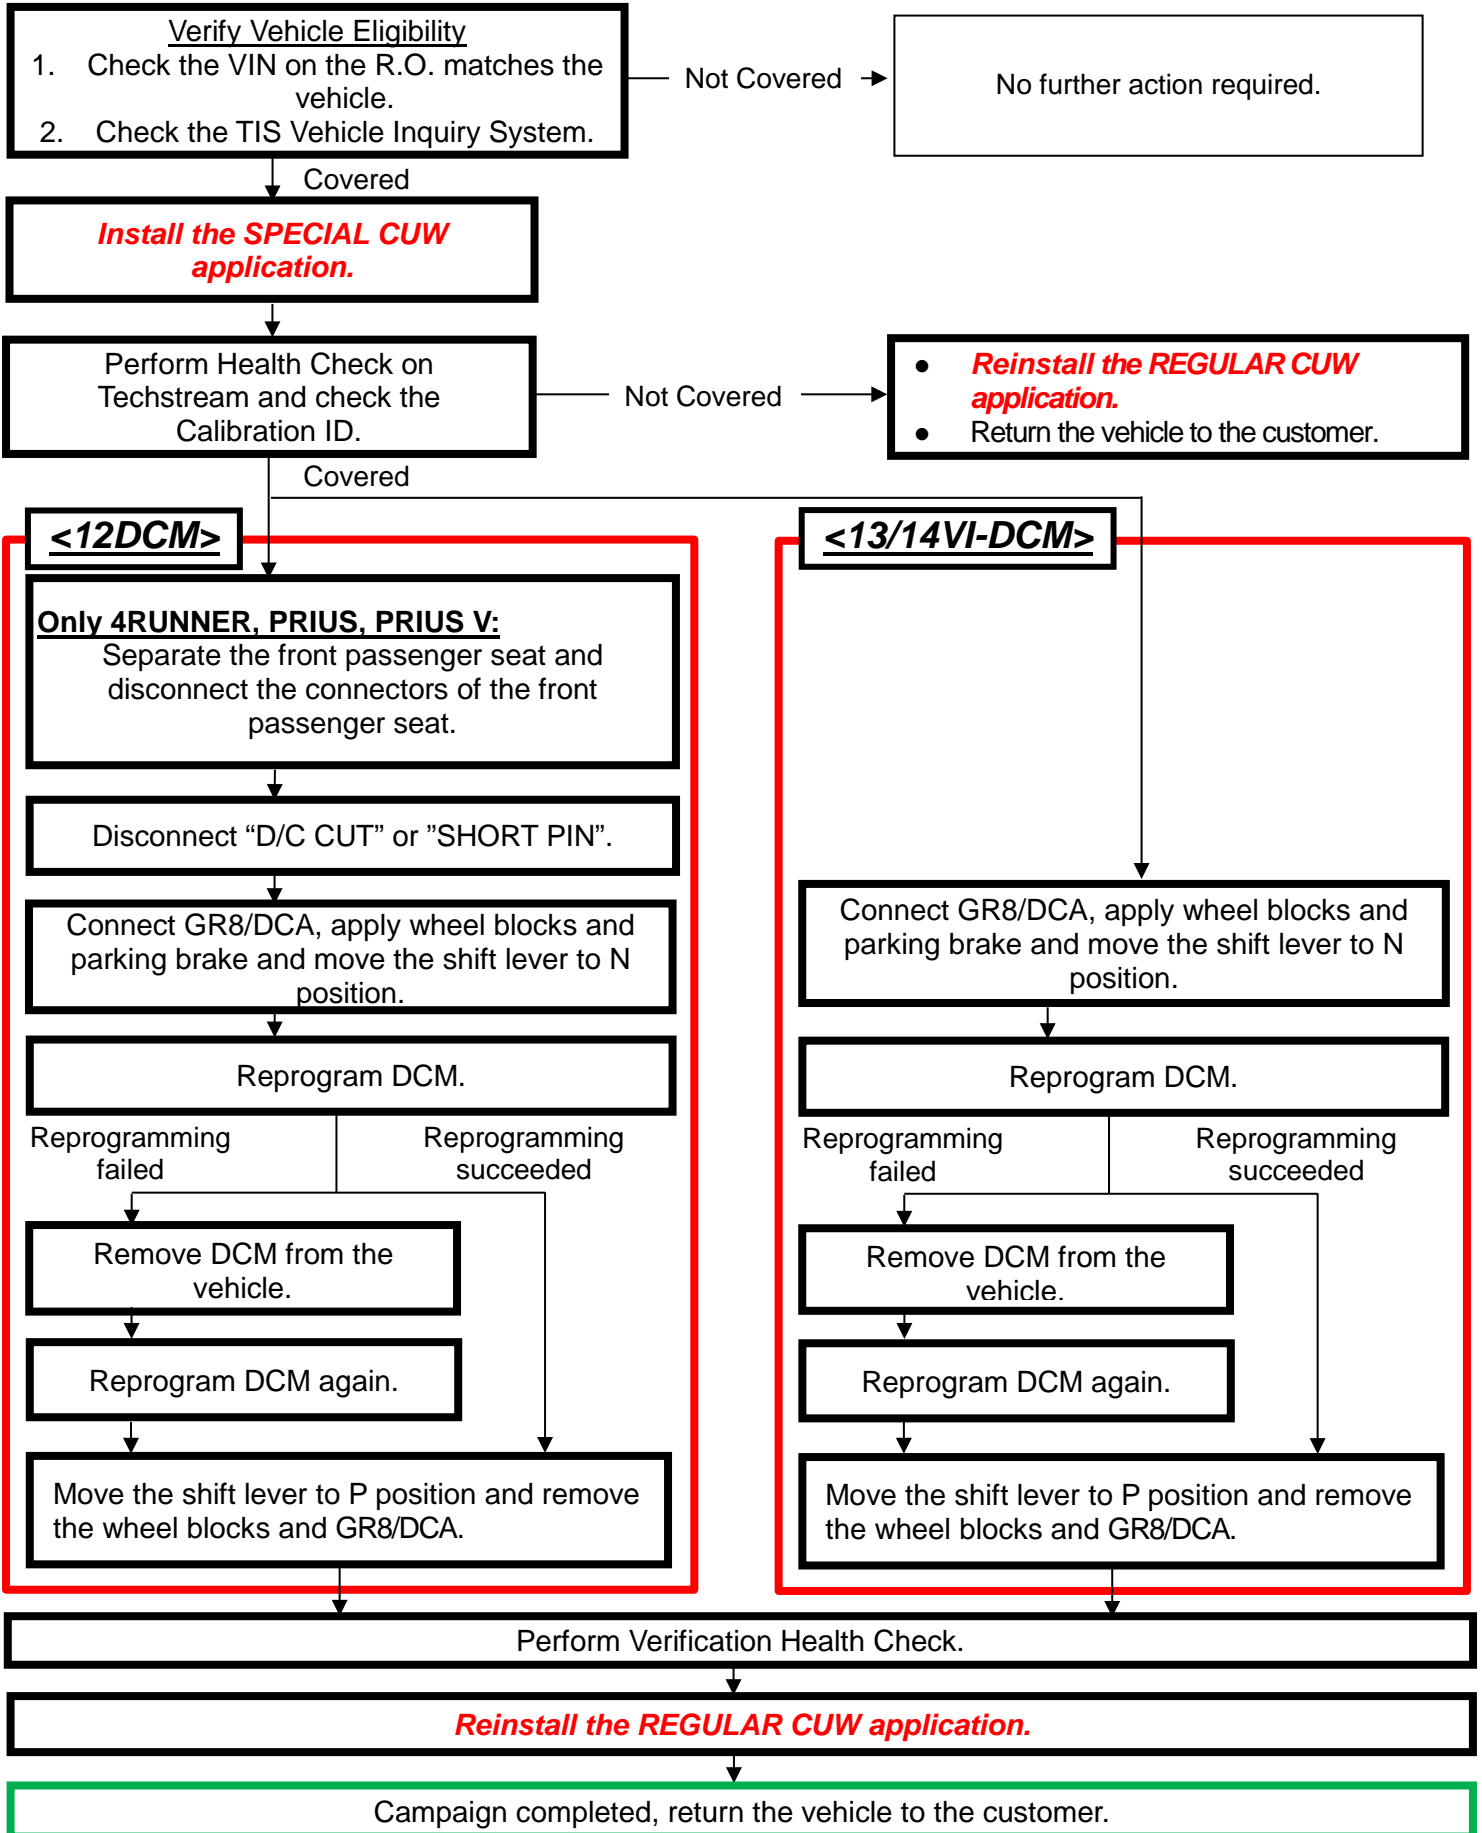 Verify Vehicle Eligibility
1. Check the VIN on the R.O. matches the
vehicle.
2. Check the TIS Vehicle Inquiry System.
Not Covered
No further action required.
Covered
Install the SPECIAL CUW
application.
Perform Health Check on
Techstream and check the
Calibration ID.
Not Covered
● Reinstall the REGULAR CUW
application.
● Return the vehicle to the customer.
Covered
<12DCM>
Only 4RUNNER, PRIUS, PRIUS V:
Separate the front passenger seat and
disconnect the connectors of the front
passenger seat.
Disconnect “D/C CUT” or ”SHORT PIN”.
Connect GR8/DCA, apply wheel blocks and
parking brake and move the shift lever to N
position.
Reprogram DCM.
Reprogramming
failed
Reprogramming
succeeded
Remove DCM from the
vehicle.
Reprogram DCM again.
Move the shift lever to P position and remove
the wheel blocks and GR8/DCA.
<13/14VI-DCM>
Connect GR8/DCA, apply wheel blocks and
parking brake and move the shift lever to N
position.
Reprogram DCM.
Reprogramming
failed
Reprogramming
succeeded
Remove DCM from the
vehicle.
Reprogram DCM again.
Move the shift lever to P position and remove
the wheel blocks and GR8/DCA.
Perform Verification Health Check.
Reinstall the REGULAR CUW application.
Campaign completed, return the vehicle to the customer.